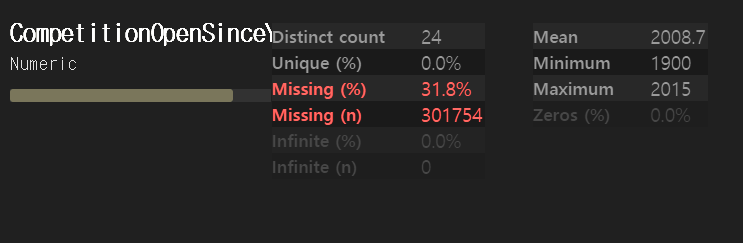 CompetitionOpenSinceY
Numeric
Distinct count 24
Unique (%) 0.0%
Missing (%) 31.8%
Missing (n) 301754
Infinite (%) 0.0%
Infinite (n) 0
Mean 2008.7
Minimum 1900
Maximum 2015
Zeros (%) 0.0%